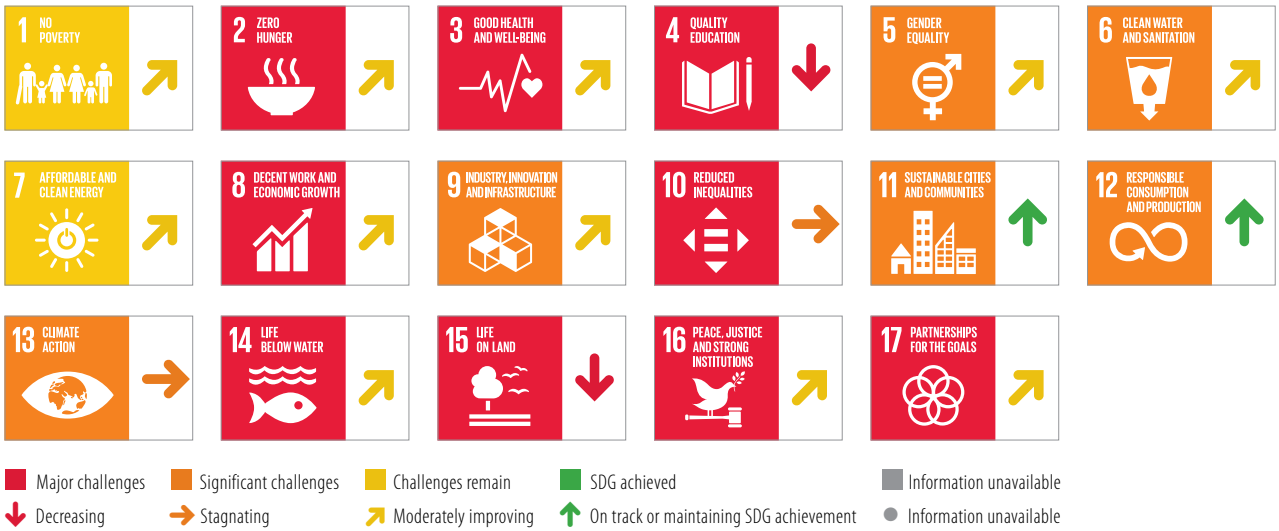 1 NO
POVERTY
2 ZERO
HUNGER
3 GOOD HEALTH
AND WELL-BEING
4 QUALITY
EDUCATION
5 GENDER
EQUALITY
6 CLEAN WATER
AND SANITATION
7 AFFORDABLE AND
CLEAN ENERGY
8 DECENT WORK AND
ECONOMIC GROWTH
9 INDUSTRY, INNOVATION
AND INFRASTRUCTURE
10 REDUCED
INEQUALITIES
11 SUSTAINABLE CITIES
AND COMMUNITIES
12 RESPONSIBLE
CONSUMPTION
AND PRODUCTION
13 CLIMATE
ACTION
14 LIFE
BELOW WATER
15 LIFE
ON LAND
16 PEACE, JUSTICE
AND STRONG
INSTITUTIONS
17 PARTNERSHIPS
FOR THE GOALS
Major challenges Significant challenges Challenges remain SDG achieved Information unavailable
Decreasing Stagnating Moderately improving On track or maintaining SDG achievement Information unavailable